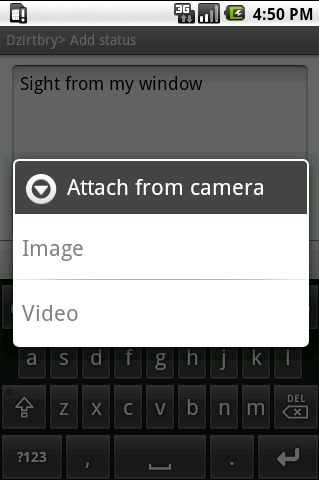 3G 4:50 PM
Dzirtbry> Add status
Sight from my window
Attach from camera
Image
Video
a s d f g h j k l
z x c v b n m DEL
?123 , .